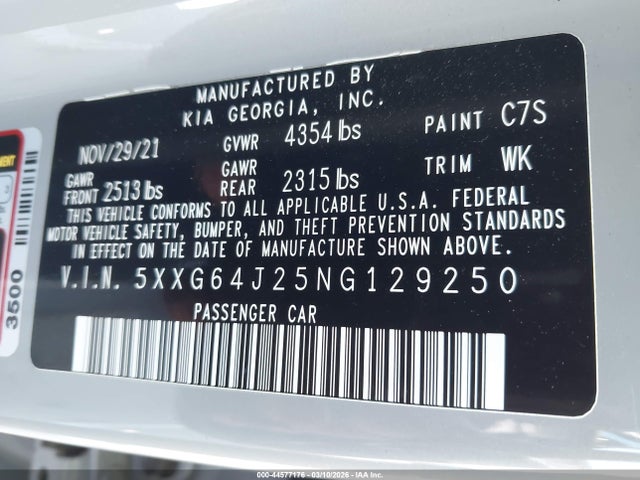 MANUFACTURED BY
KIA GEORGIA, INC.
NOV/29/21 GVWR 4354 lbs PAINT C7S
GAWR FRONT 2513 lbs GAWR REAR 2315 lbs TRIM WK
THIS VEHICLE CONFORMS TO ALL APPLICABLE U.S.A. FEDERAL
MOTOR VEHICLE SAFETY, BUMPER, AND THEFT PREVENTION STANDARDS
IN EFFECT ON THE DATE OF MANUFACTURE SHOWN ABOVE.
V.I.N. 5XXG64J25NG129250
PASSENGER CAR
3500
000-44577176 - 03/10/2026 - IAA Inc.